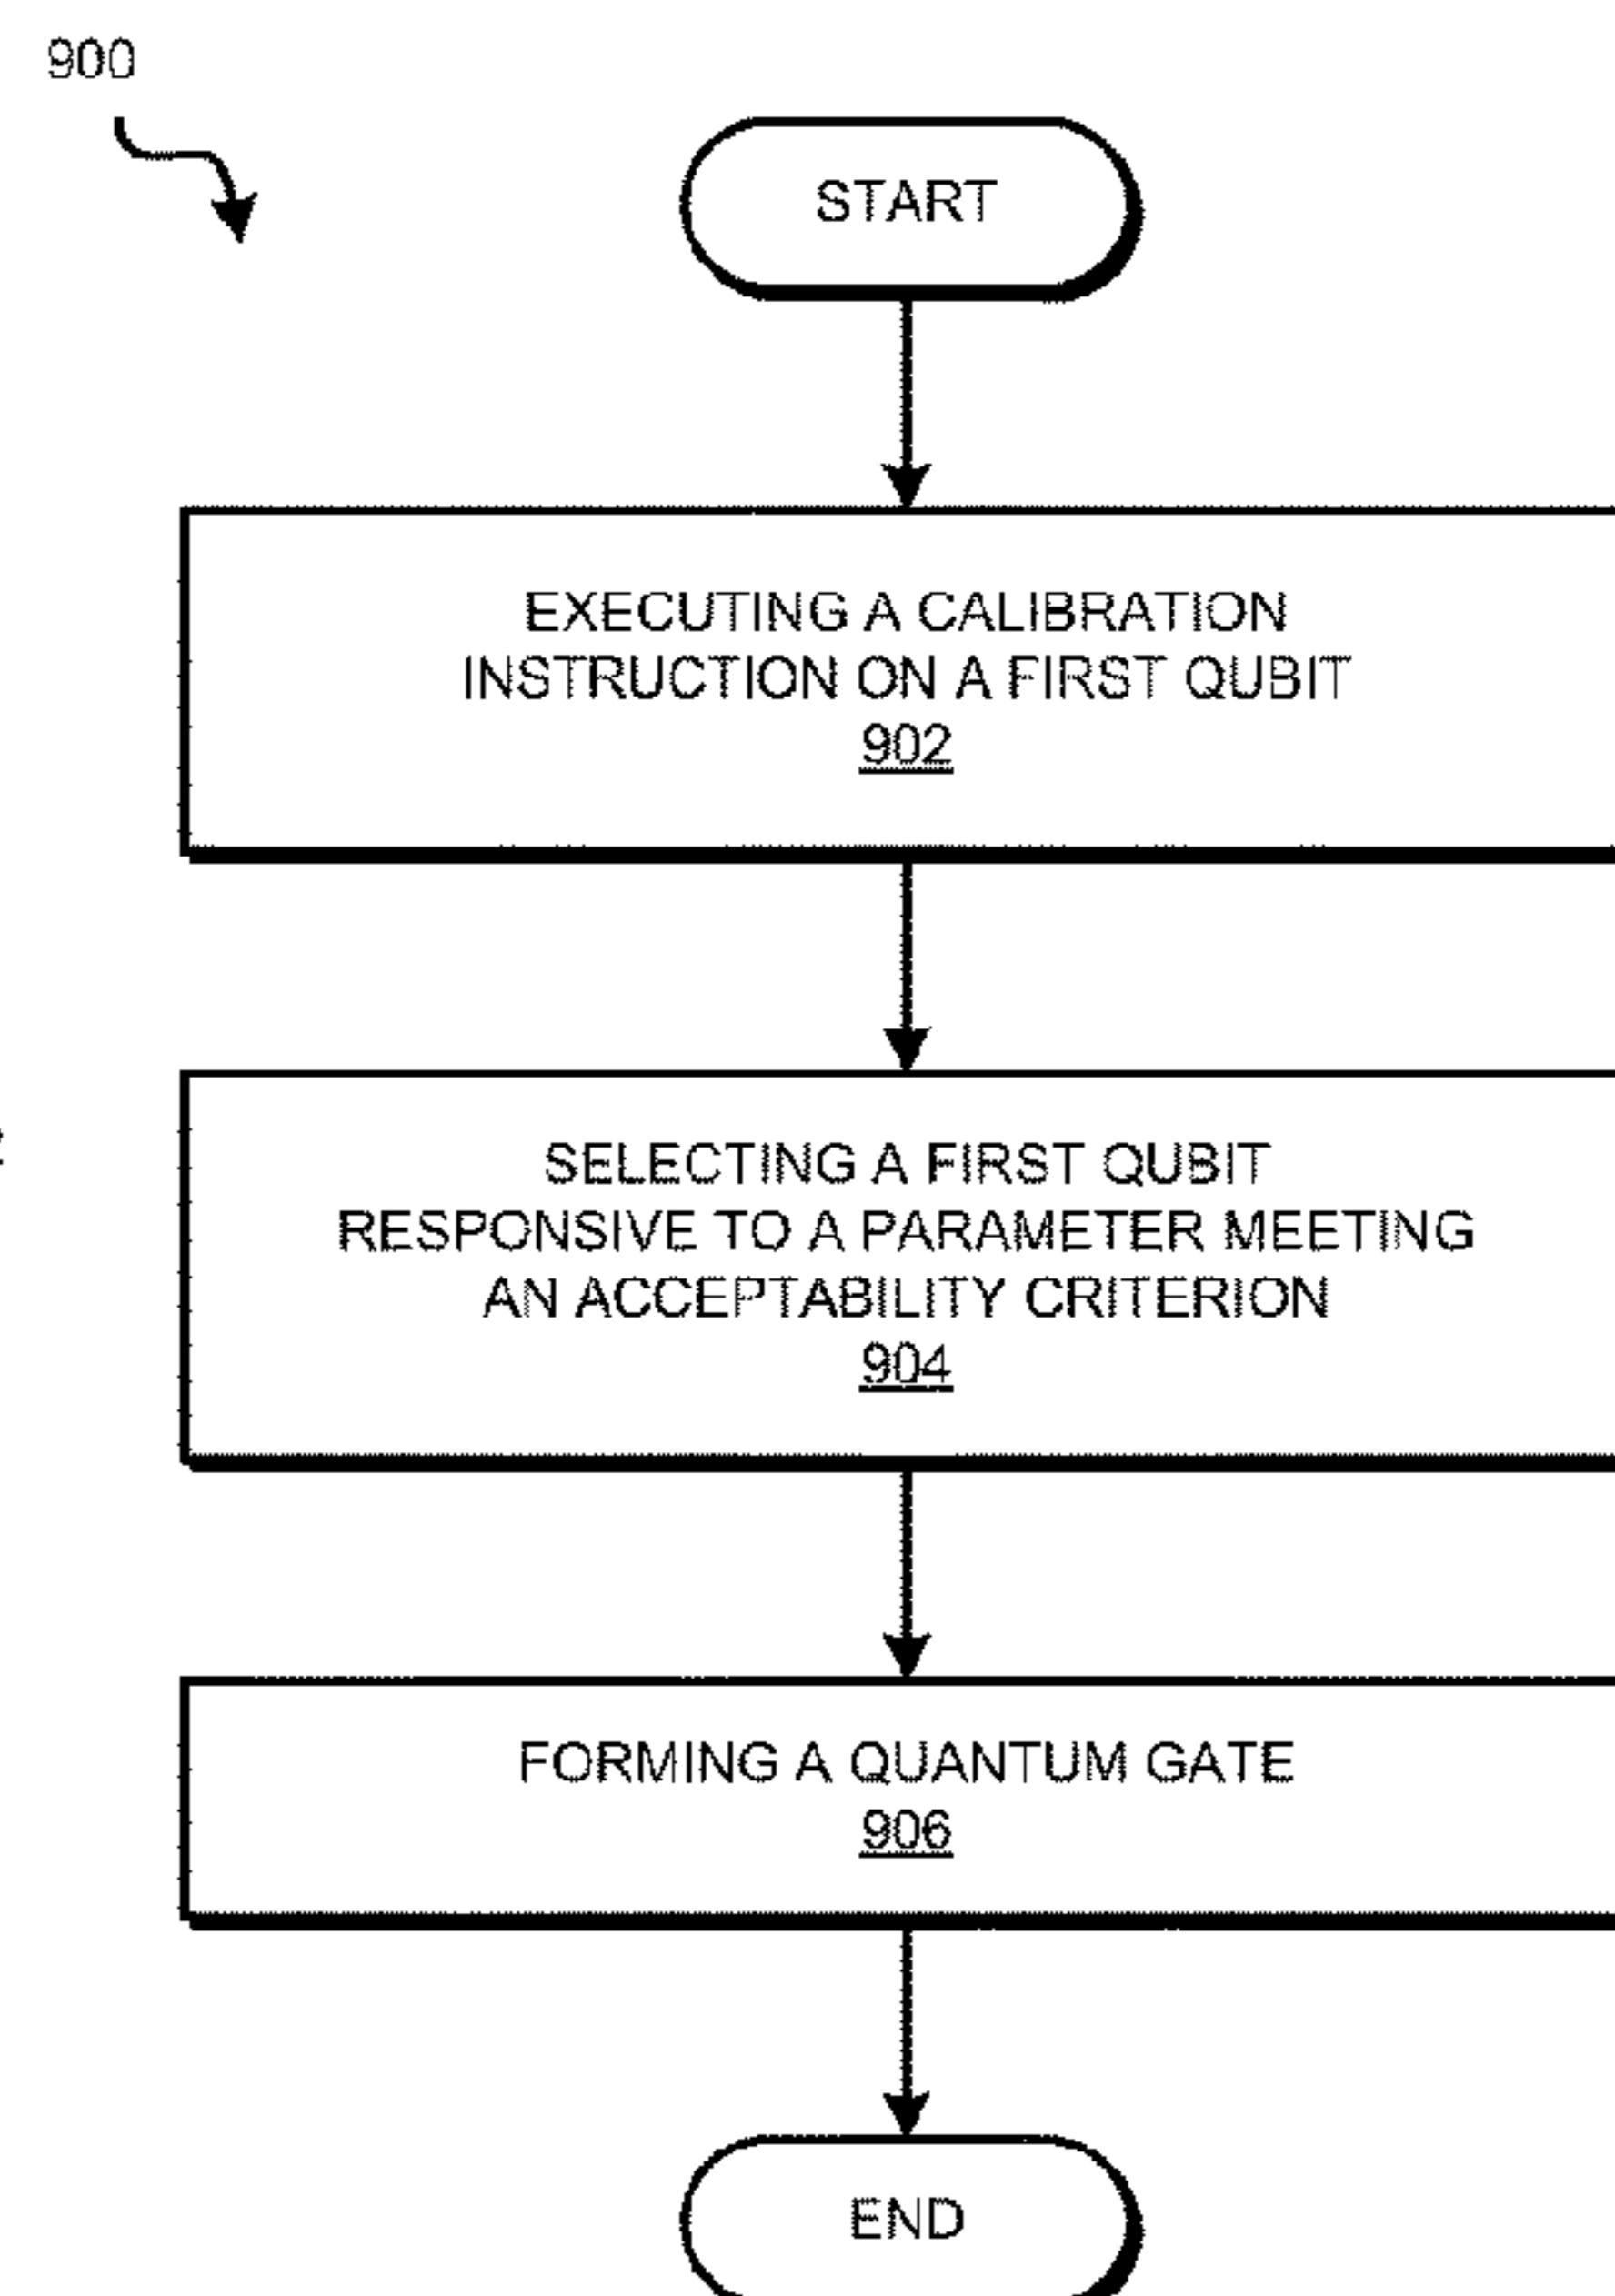 900
START
EXECUTING A CALIBRATION
INSTRUCTION ON A FIRST QUBIT
902
SELECTING A FIRST QUBIT
RESPONSIVE TO A PARAMETER MEETING
AN ACCEPTABILITY CRITERION
904
FORMING A QUANTUM GATE
906
END